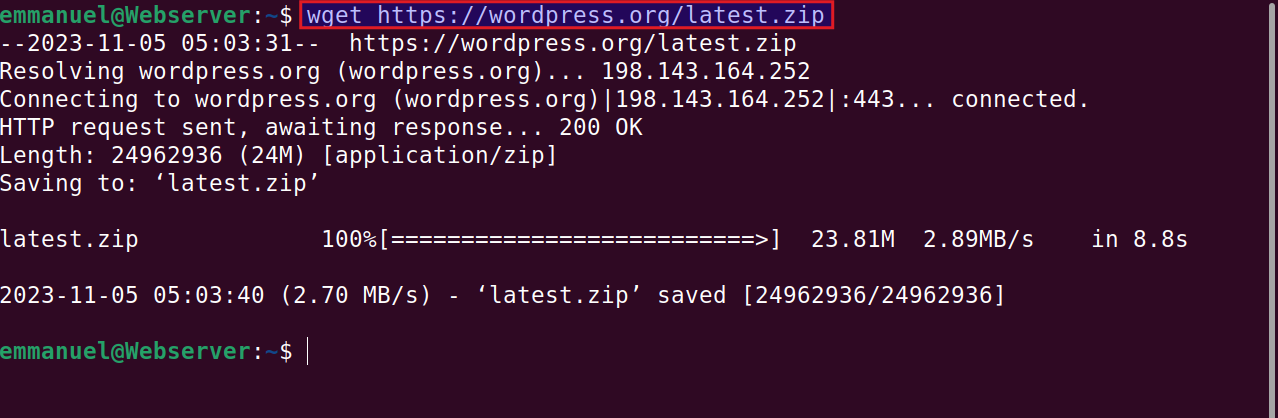 emmanuel@Webserver:~$ wget https://wordpress.org/latest.zip
--2023-11-05 05:03:31--  https://wordpress.org/latest.zip
Resolving wordpress.org (wordpress.org)... 198.143.164.252
Connecting to wordpress.org (wordpress.org)|198.143.164.252|:443... connected.
HTTP request sent, awaiting response... 200 OK
Length: 24962936 (24M) [application/zip]
Saving to: ‘latest.zip’
latest.zip             100%[==========================>]  23.81M  2.89MB/s    in 8.8s
2023-11-05 05:03:40 (2.70 MB/s) - ‘latest.zip’ saved [24962936/24962936]
emmanuel@Webserver:~$